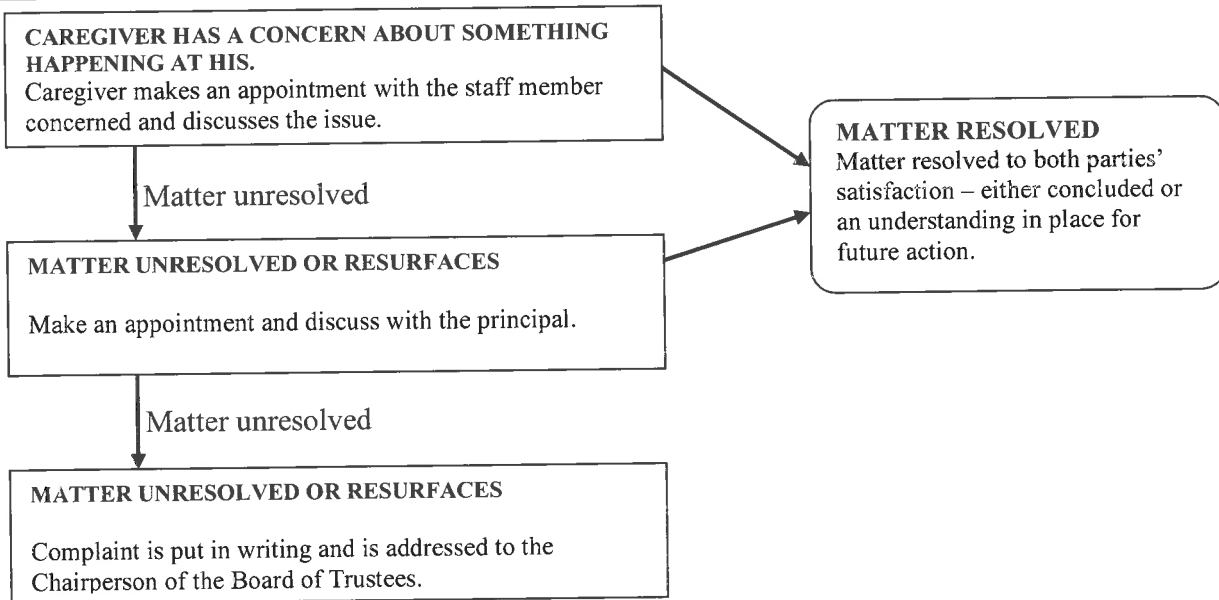 CAREGIVER HAS A CONCERN ABOUT SOMETHING
HAPPENING AT HIS.
Caregiver makes an appointment with the staff member
concerned and discusses the issue.
MATTER RESOLVED
Matter resolved to both parties’
satisfaction – either concluded or
an understanding in place for
future action.
Matter unresolved
MATTER UNRESOLVED OR RESURFACES
Make an appointment and discuss with the principal.
Matter unresolved
MATTER UNRESOLVED OR RESURFACES
Complaint is put in writing and is addressed to the
Chairperson of the Board of Trustees.